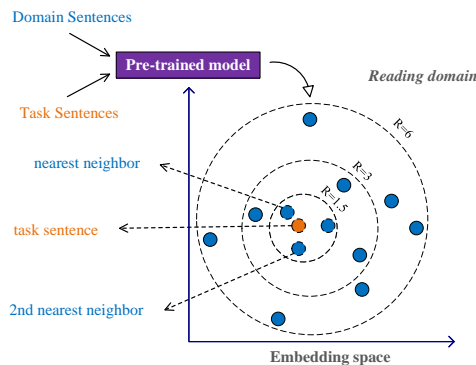 Domain Sentences
Pre-trained model
Reading domain
Task Sentences
R=6
nearest neighbor
R=3
R=1.5
task sentence
2nd nearest neighbor
Embedding space